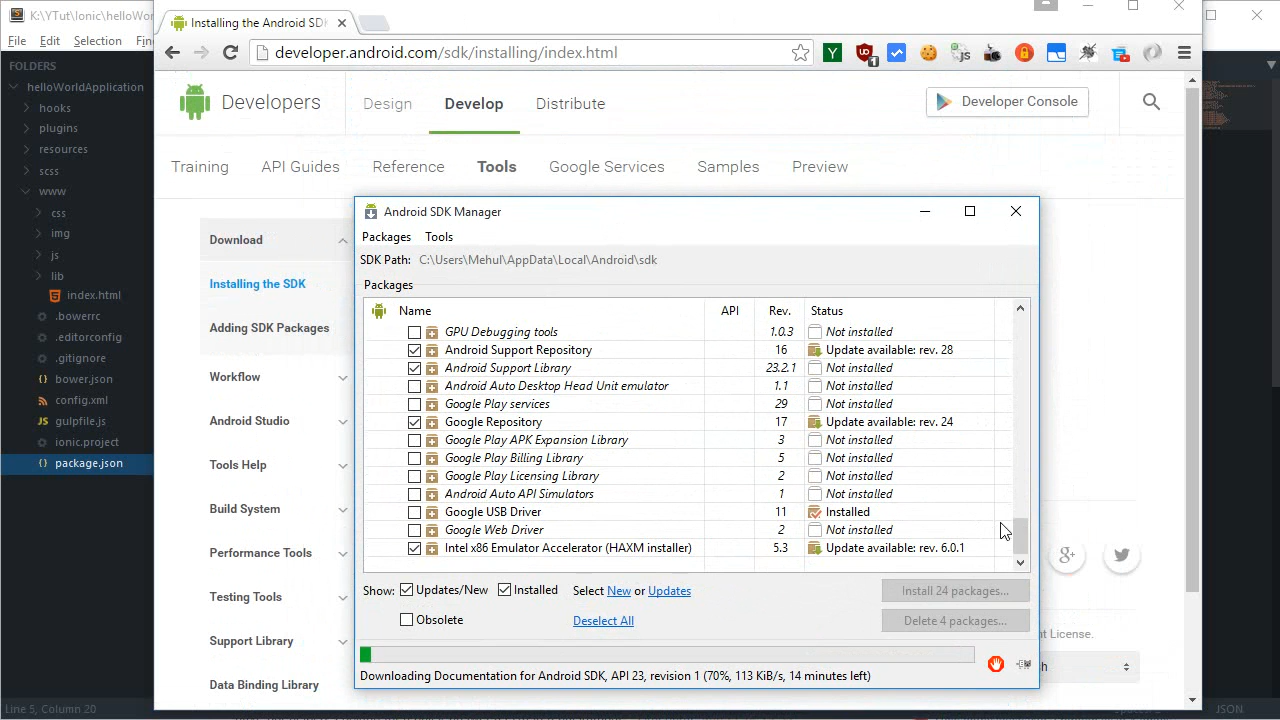 K:\YTut\Ionic\helloWorl
File Edit Selection Fin
FOLDERS
helloWorldApplication
hooks
plugins
resources
scss
www
css
img
js
lib
index.html
.bowerrc
.editorconfig
.gitignore
bower.json
config.xml
gulpfile.js
ionic.project
package.json
Line 5, Column 20
JSON
Installing the Android SDK
developer.android.com/sdk/installing/index.html
Developers Design Develop Distribute Developer Console
Training API Guides Reference Tools Google Services Samples Preview
Download
Installing the SDK
Adding SDK Packages
Workflow
Android Studio
Tools Help
Build System
Performance Tools
Testing Tools
Support Library
Data Binding Library
Android SDK Manager
Packages Tools
SDK Path: C:\Users\Mehul\AppData\Local\Android\sdk
Packages
Name API Rev. Status
GPU Debugging tools 1.0.3 Not installed
Android Support Repository 16 Update available: rev. 28
Android Support Library 23.2.1 Not installed
Android Auto Desktop Head Unit emulator 1.1 Not installed
Google Play services 29 Not installed
Google Repository 17 Update available: rev. 24
Google Play APK Expansion Library 3 Not installed
Google Play Billing Library 5 Not installed
Google Play Licensing Library 2 Not installed
Android Auto API Simulators 1 Not installed
Google USB Driver 11 Installed
Google Web Driver 2 Not installed
Intel x86 Emulator Accelerator (HAXM installer) 5.3 Update available: rev. 6.0.1
Show: Updates/New Installed Select New or Updates Install 24 packages...
Obsolete Deselect All Delete 4 packages...
Downloading Documentation for Android SDK, API 23, revision 1 (70%, 113 KiB/s, 14 minutes left)
g+
nt License.
h